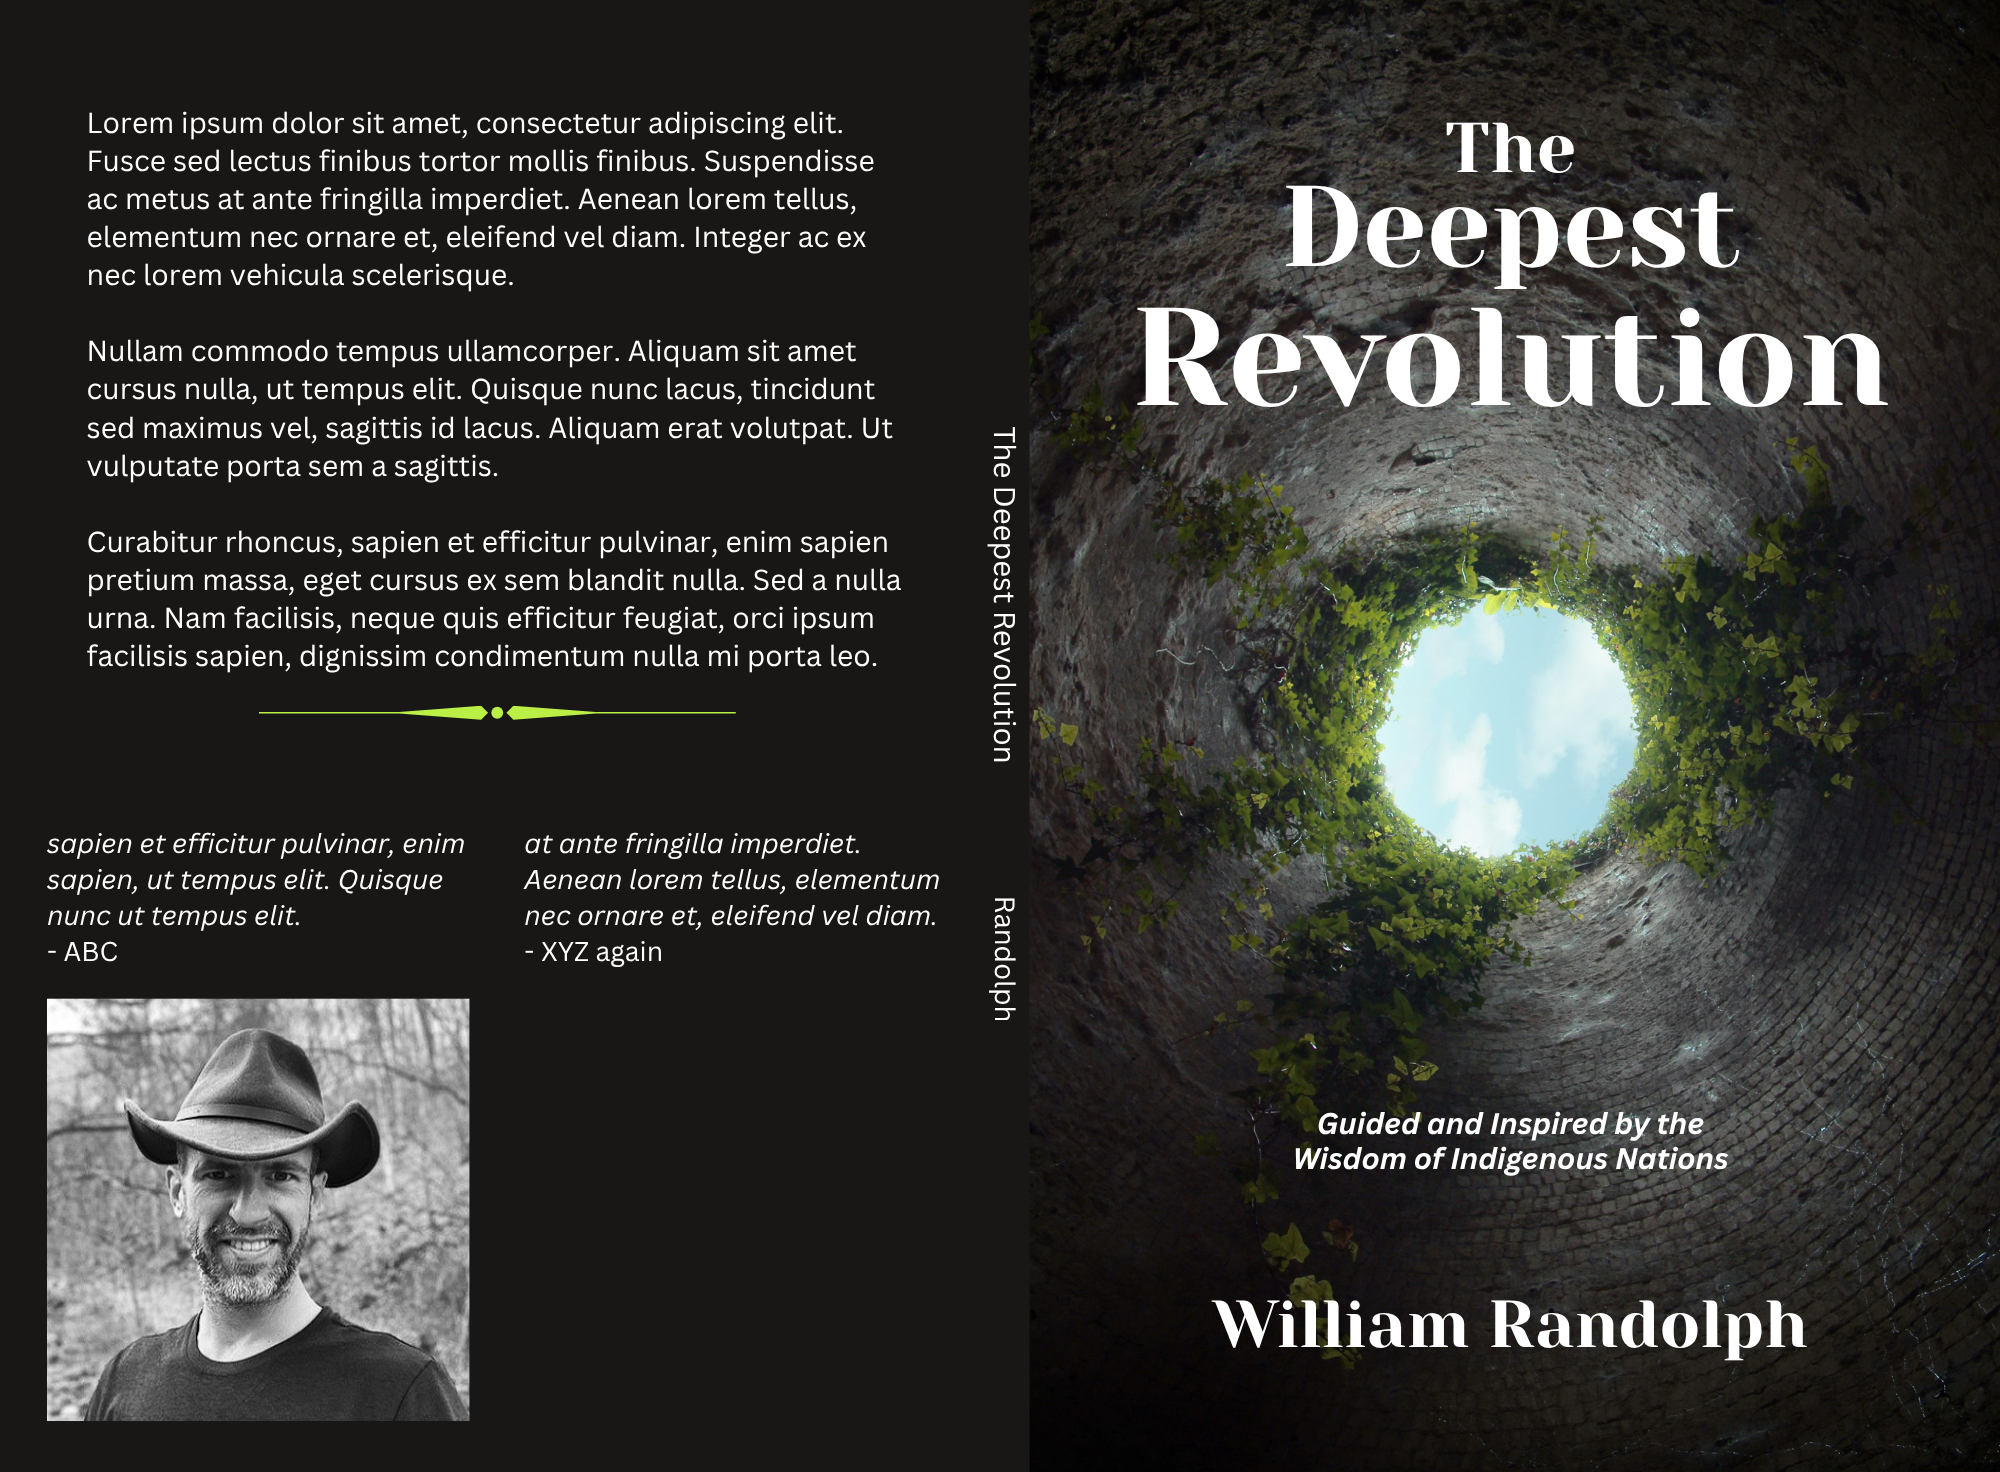 Lorem ipsum dolor sit amet, consectetur adipiscing elit.
Fusce sed lectus finibus tortor mollis finibus. Suspendisse
ac metus at ante fringilla imperdiet. Aenean lorem tellus,
elementum nec ornare et, eleifend vel diam. Integer ac ex
nec lorem vehicula scelerisque.
Nullam commodo tempus ullamcorper. Aliquam sit amet
cursus nulla, ut tempus elit. Quisque nunc lacus, tincidunt
sed maximus vel, sagittis id lacus. Aliquam erat volutpat. Ut
vulputate porta sem a sagittis.
Curabitur rhoncus, sapien et efficitur pulvinar, enim sapien
pretium massa, eget cursus ex sem blandit nulla. Sed a nulla
urna. Nam facilisis, neque quis efficitur feugiat, orci ipsum
facilisis sapien, dignissim condimentum nulla mi porta leo.
sapien et efficitur pulvinar, enim
sapien, ut tempus elit. Quisque
nunc ut tempus elit.
- ABC
at ante fringilla imperdiet.
Aenean lorem tellus, elementum
nec ornare et, eleifend vel diam.
- XYZ again
The Deepest Revolution
Randolph
The
Deepest
Revolution
Guided and Inspired by the
Wisdom of Indigenous Nations
William Randolph